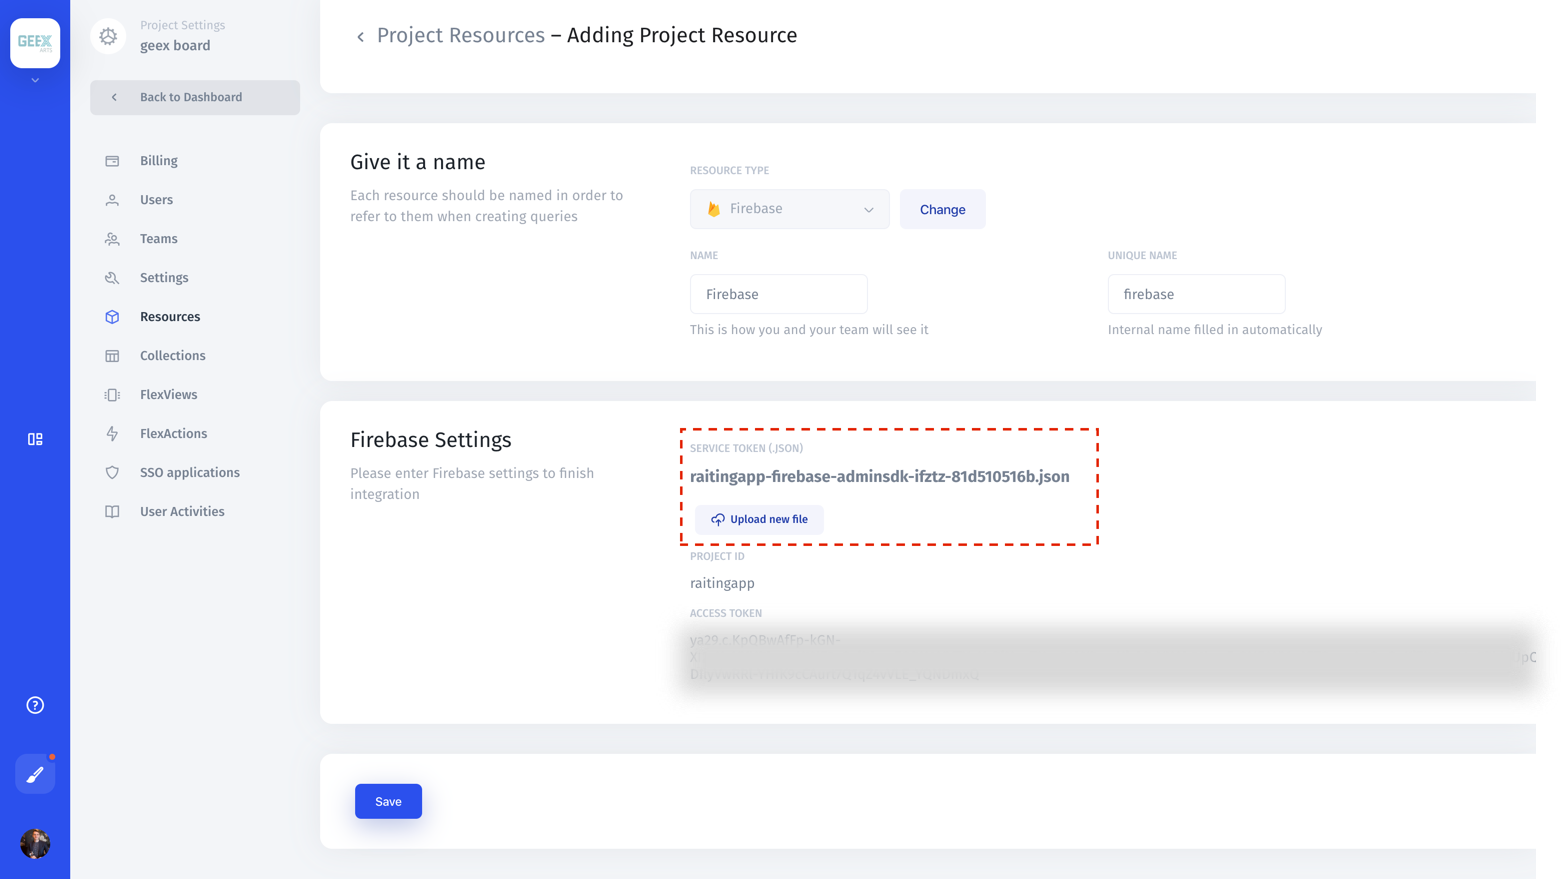 GEEX
ARTS
Project Settings
geex board
Back to Dashboard
Billing
Users
Teams
Settings
Resources
Collections
FlexViews
FlexActions
SSO applications
User Activities
Project Resources – Adding Project Resource
Give it a name
Each resource should be named in order to
refer to them when creating queries
RESOURCE TYPE
Firebase
Change
NAME
UNIQUE NAME
Firebase
firebase
This is how you and your team will see it
Internal name filled in automatically
Firebase Settings
Please enter Firebase settings to finish
integration
SERVICE TOKEN (.JSON)
raitingapp-firebase-adminsdk-ifztz-81d510516b.json
Upload new file
PROJECT ID
raitingapp
ACCESS TOKEN
Save